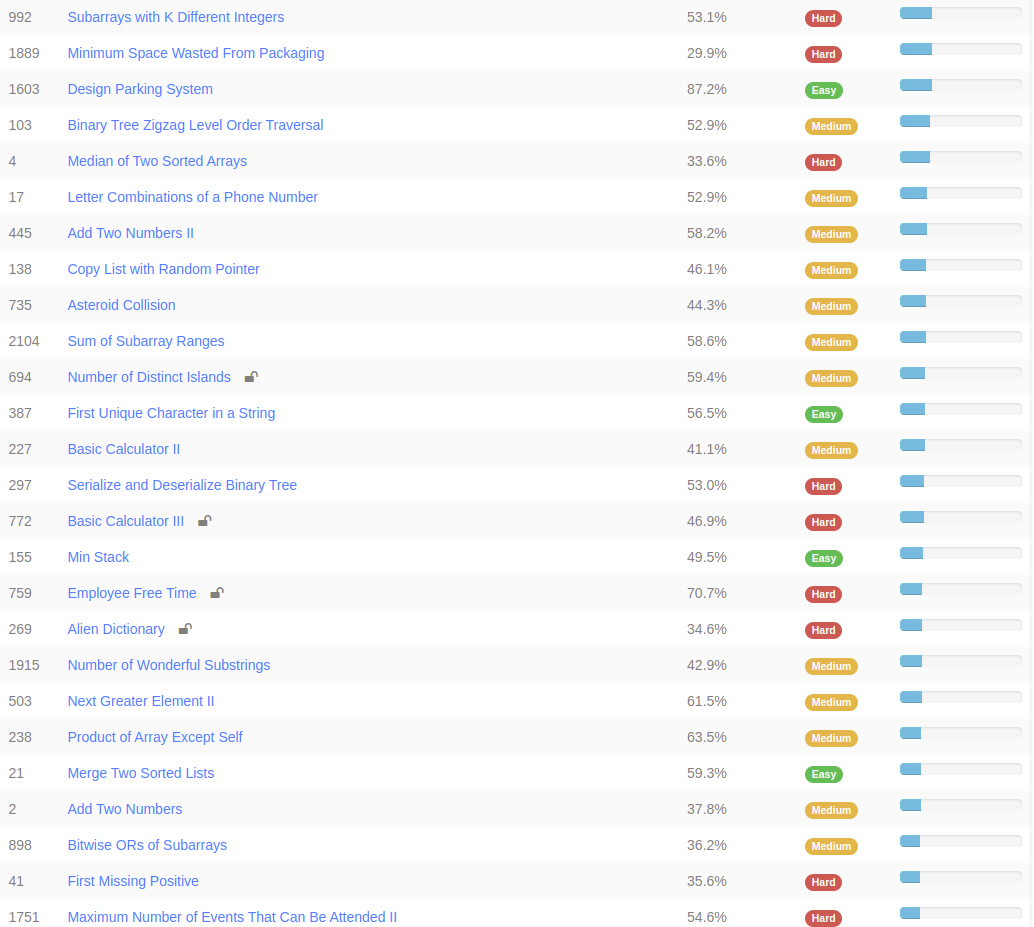 992 Subarrays with K Different Integers 53.1% Hard
1889 Minimum Space Wasted From Packaging 29.9% Hard
1603 Design Parking System 87.2% Easy
103 Binary Tree Zigzag Level Order Traversal 52.9% Medium
4 Median of Two Sorted Arrays 33.6% Hard
17 Letter Combinations of a Phone Number 52.9% Medium
445 Add Two Numbers II 58.2% Medium
138 Copy List with Random Pointer 46.1% Medium
735 Asteroid Collision 44.3% Medium
2104 Sum of Subarray Ranges 58.6% Medium
694 Number of Distinct Islands 59.4% Medium
387 First Unique Character in a String 56.5% Easy
227 Basic Calculator II 41.1% Medium
297 Serialize and Deserialize Binary Tree 53.0% Hard
772 Basic Calculator III 46.9% Hard
155 Min Stack 49.5% Easy
759 Employee Free Time 70.7% Hard
269 Alien Dictionary 34.6% Hard
1915 Number of Wonderful Substrings 42.9% Medium
503 Next Greater Element II 61.5% Medium
238 Product of Array Except Self 63.5% Medium
21 Merge Two Sorted Lists 59.3% Easy
2 Add Two Numbers 37.8% Medium
898 Bitwise ORs of Subarrays 36.2% Medium
41 First Missing Positive 35.6% Hard
1751 Maximum Number of Events That Can Be Attended II 54.6% Hard